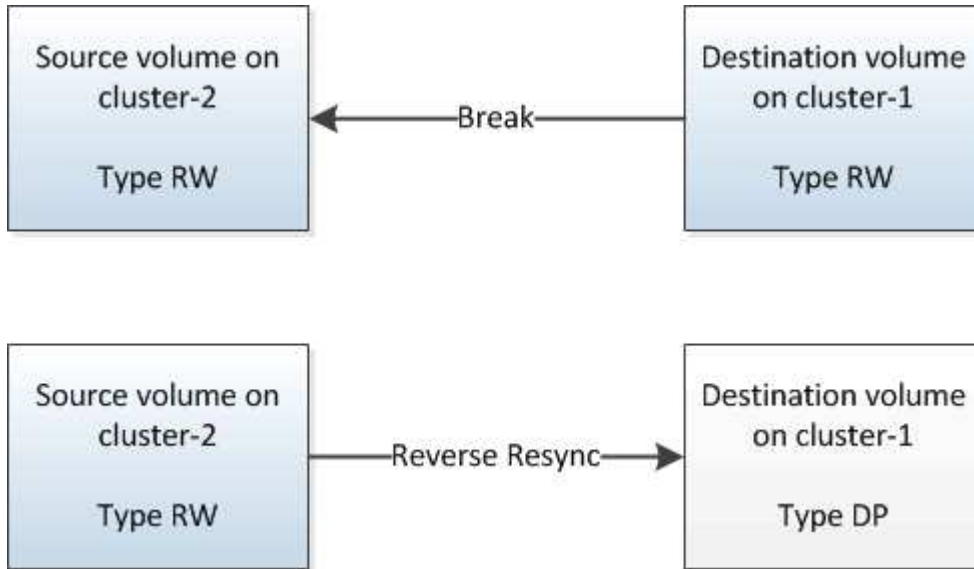 Source volume on
cluster-2
Type RW
Break
Destination volume
on cluster-1
Type RW
Source volume on
cluster-2
Type RW
Reverse Resync
Destination volume
on cluster-1
Type DP